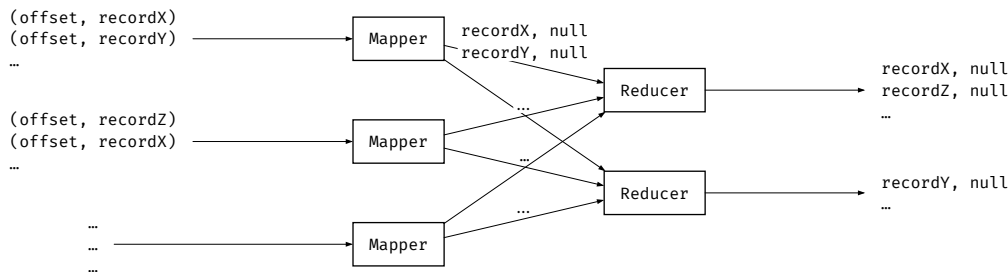 (offset, recordX)
(offset, recordY)
…
Mapper
recordX, null
recordY, null
Reducer
recordX, null
recordZ, null
…
(offset, recordZ)
(offset, recordX)
…
Mapper
…
…
…
Reducer
recordY, null
…
…
…
…
Mapper